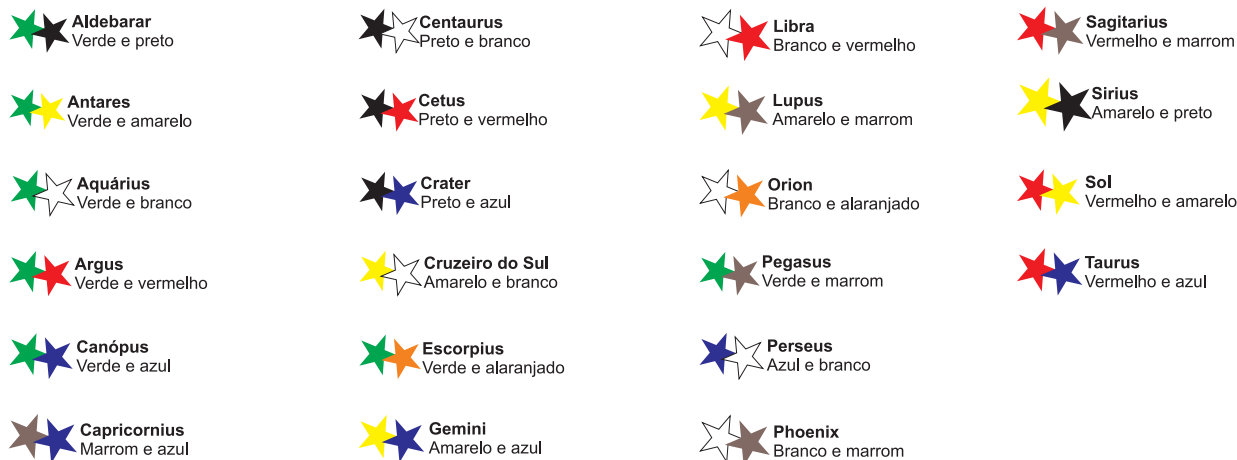 Aldebarar
Verde e preto
Antares
Verde e amarelo
Aquárius
Verde e branco
Argus
Verde e vermelho
Canópus
Verde e azul
Capricornius
Marrom e azul
Centaurus
Preto e branco
Cetus
Preto e vermelho
Crater
Preto e azul
Cruzeiro do Sul
Amarelo e branco
Escorpius
Verde e alaranjado
Gemini
Amarelo e azul
Libra
Branco e vermelho
Lupus
Amarelo e marrom
Orion
Branco e alaranjado
Pegasus
Verde e marrom
Perseus
Azul e branco
Phoenix
Branco e marrom
Sagitarius
Vermelho e marrom
Sirius
Amarelo e preto
Sol
Vermelho e amarelo
Taurus
Vermelho e azul